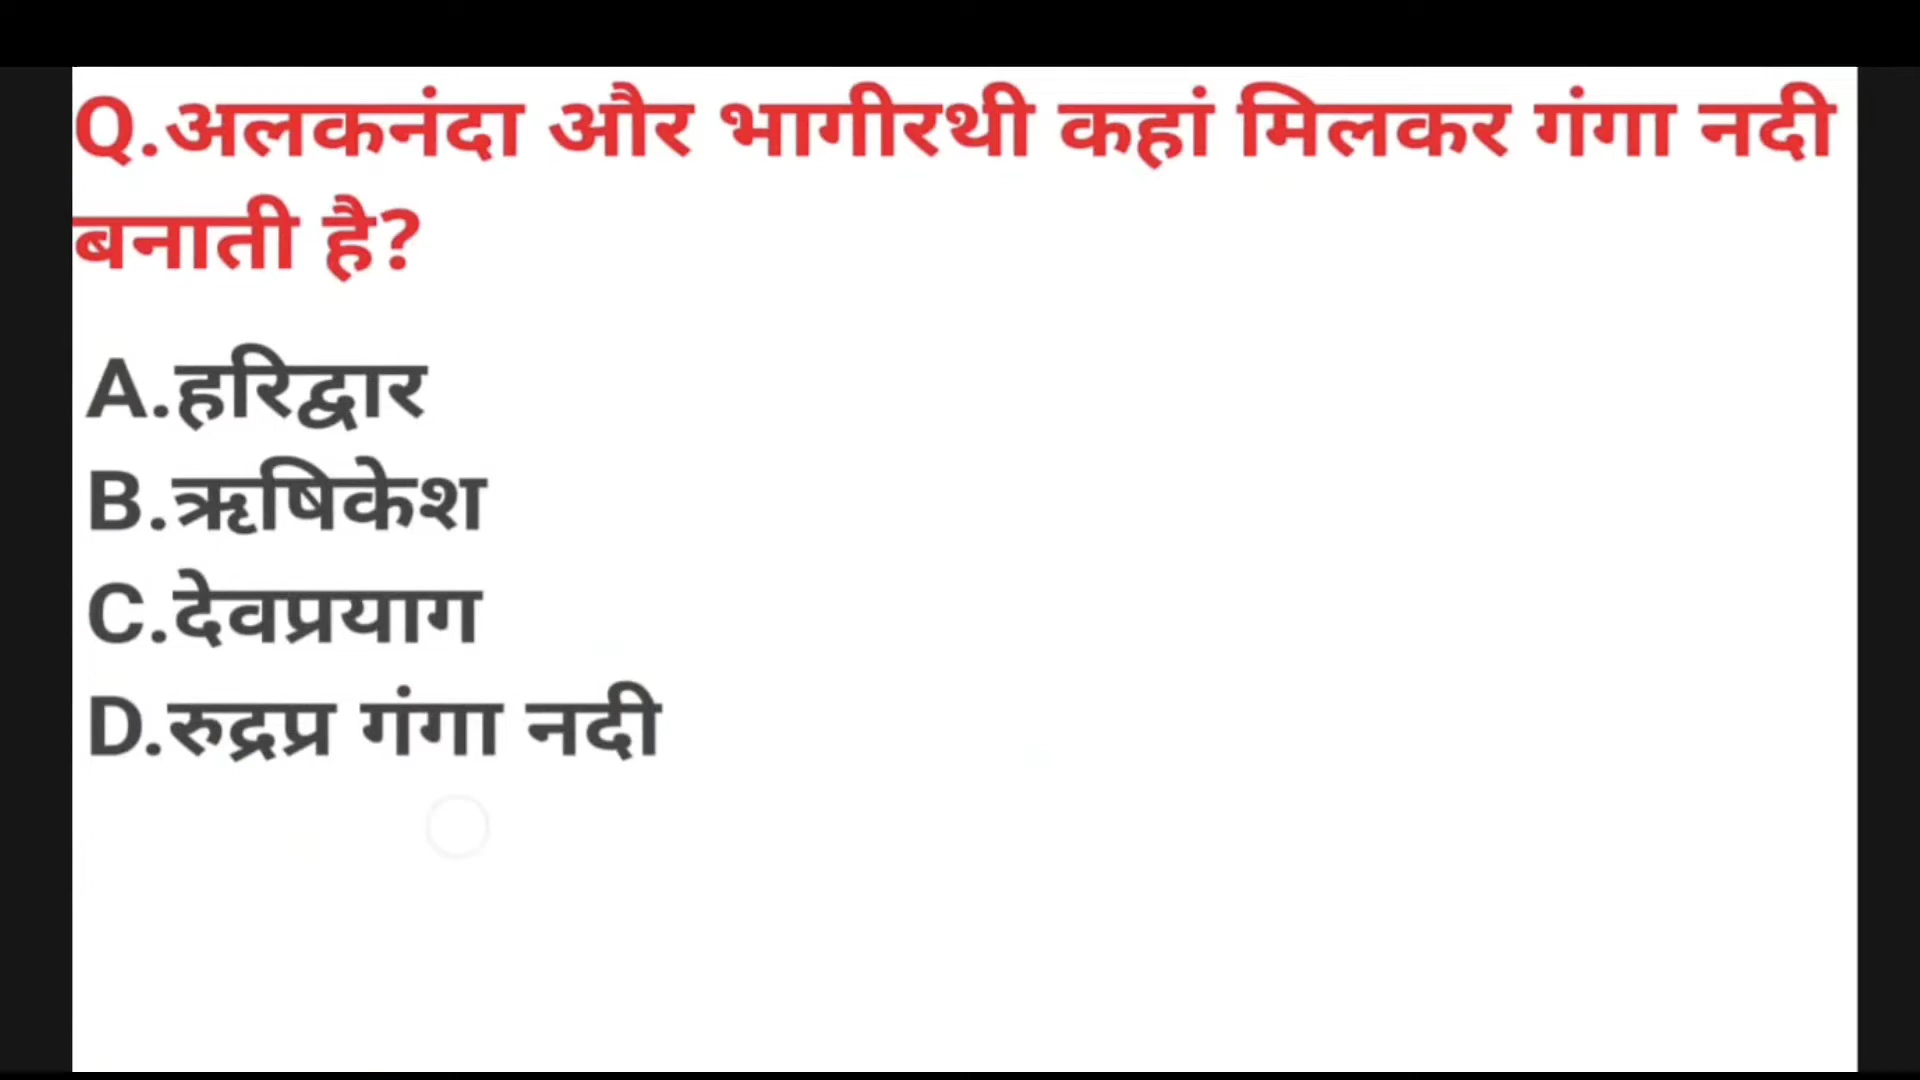 Q.अलकनंदा और भागीरथी कहां मिलकर गंगा नदी
बनाती है?
A.हरिद्वार
B.ऋषिकेश
C.देवप्रयाग
D.रुद्रप्र गंगा नदी